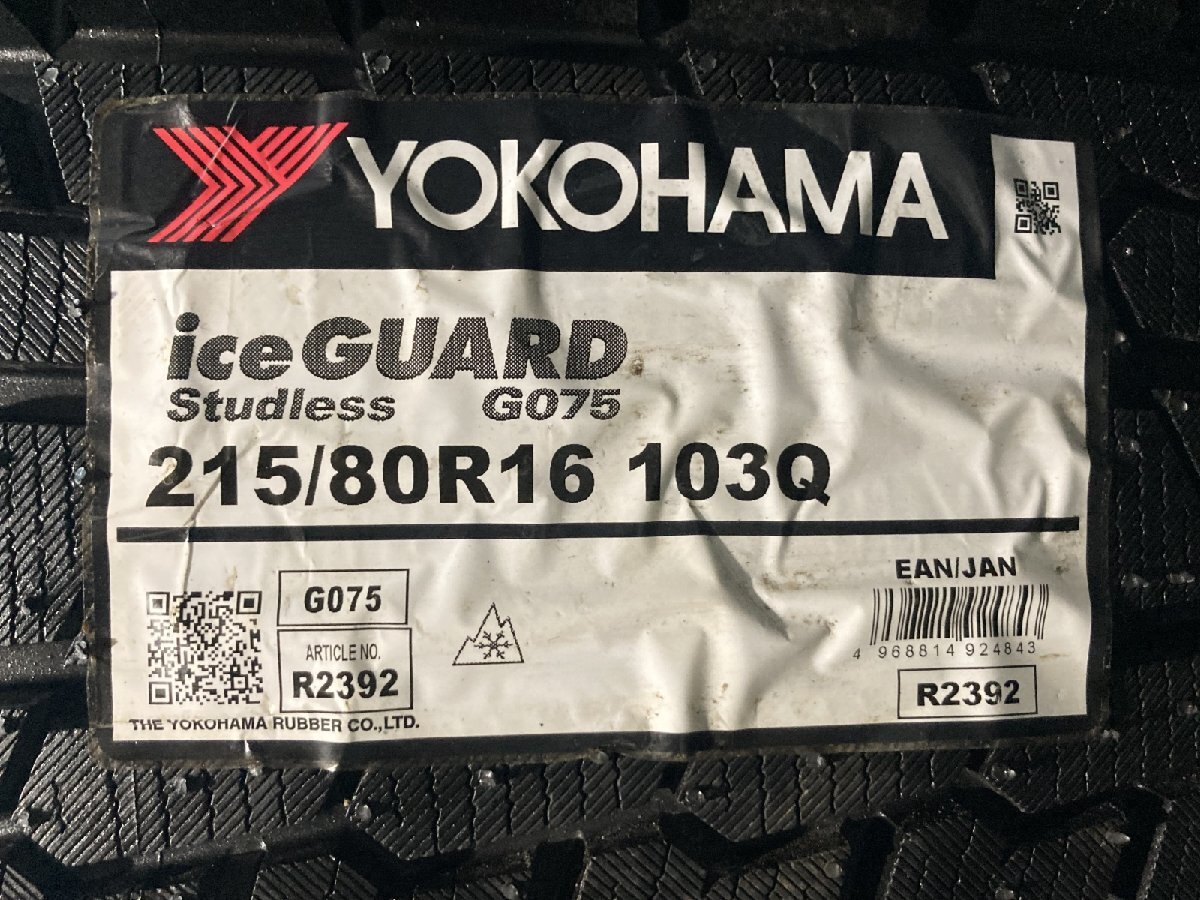 YOKOHAMA
iceGUARD
Studless G075
215/80R16 103Q
G075
ARTICLE NO.
R2392
THE YOKOHAMA RUBBER CO.,LTD.
EAN/JAN
4 968814 924843
R2392